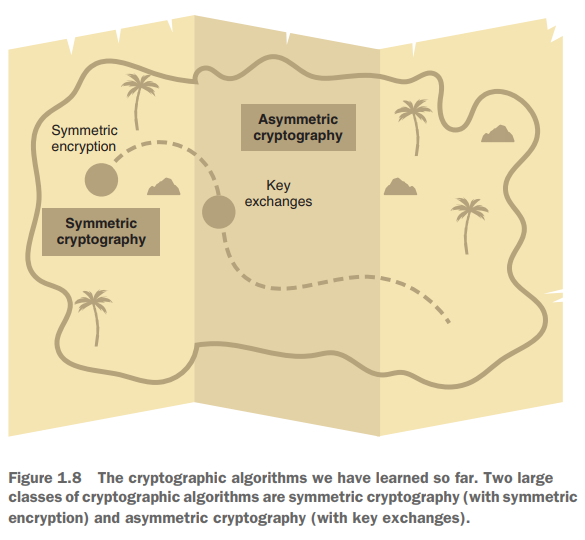 Symmetric
encryption
Asymmetric
cryptography
Key
exchanges
Symmetric
cryptography
Figure 1.8 The cryptographic algorithms we have learned so far. Two large
classes of cryptographic algorithms are symmetric cryptography (with symmetric
encryption) and asymmetric cryptography (with key exchanges).